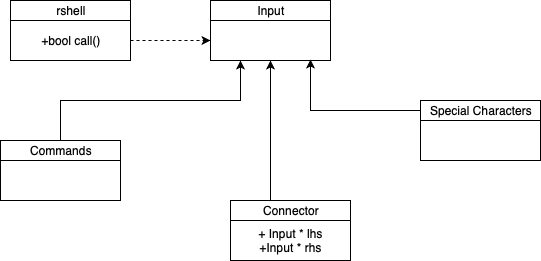 rshell
+bool call()
Input
Special Characters
Commands
Connector
+ Input * lhs
+Input * rhs